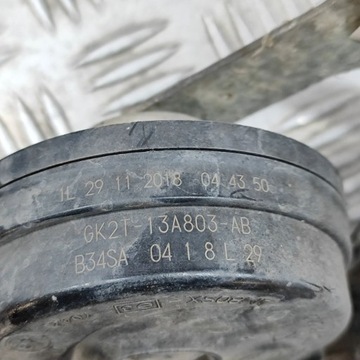 1L 29 11 2018 04 43 50
GK2T-13A803-AB
B34SA 04 1 8 L 29